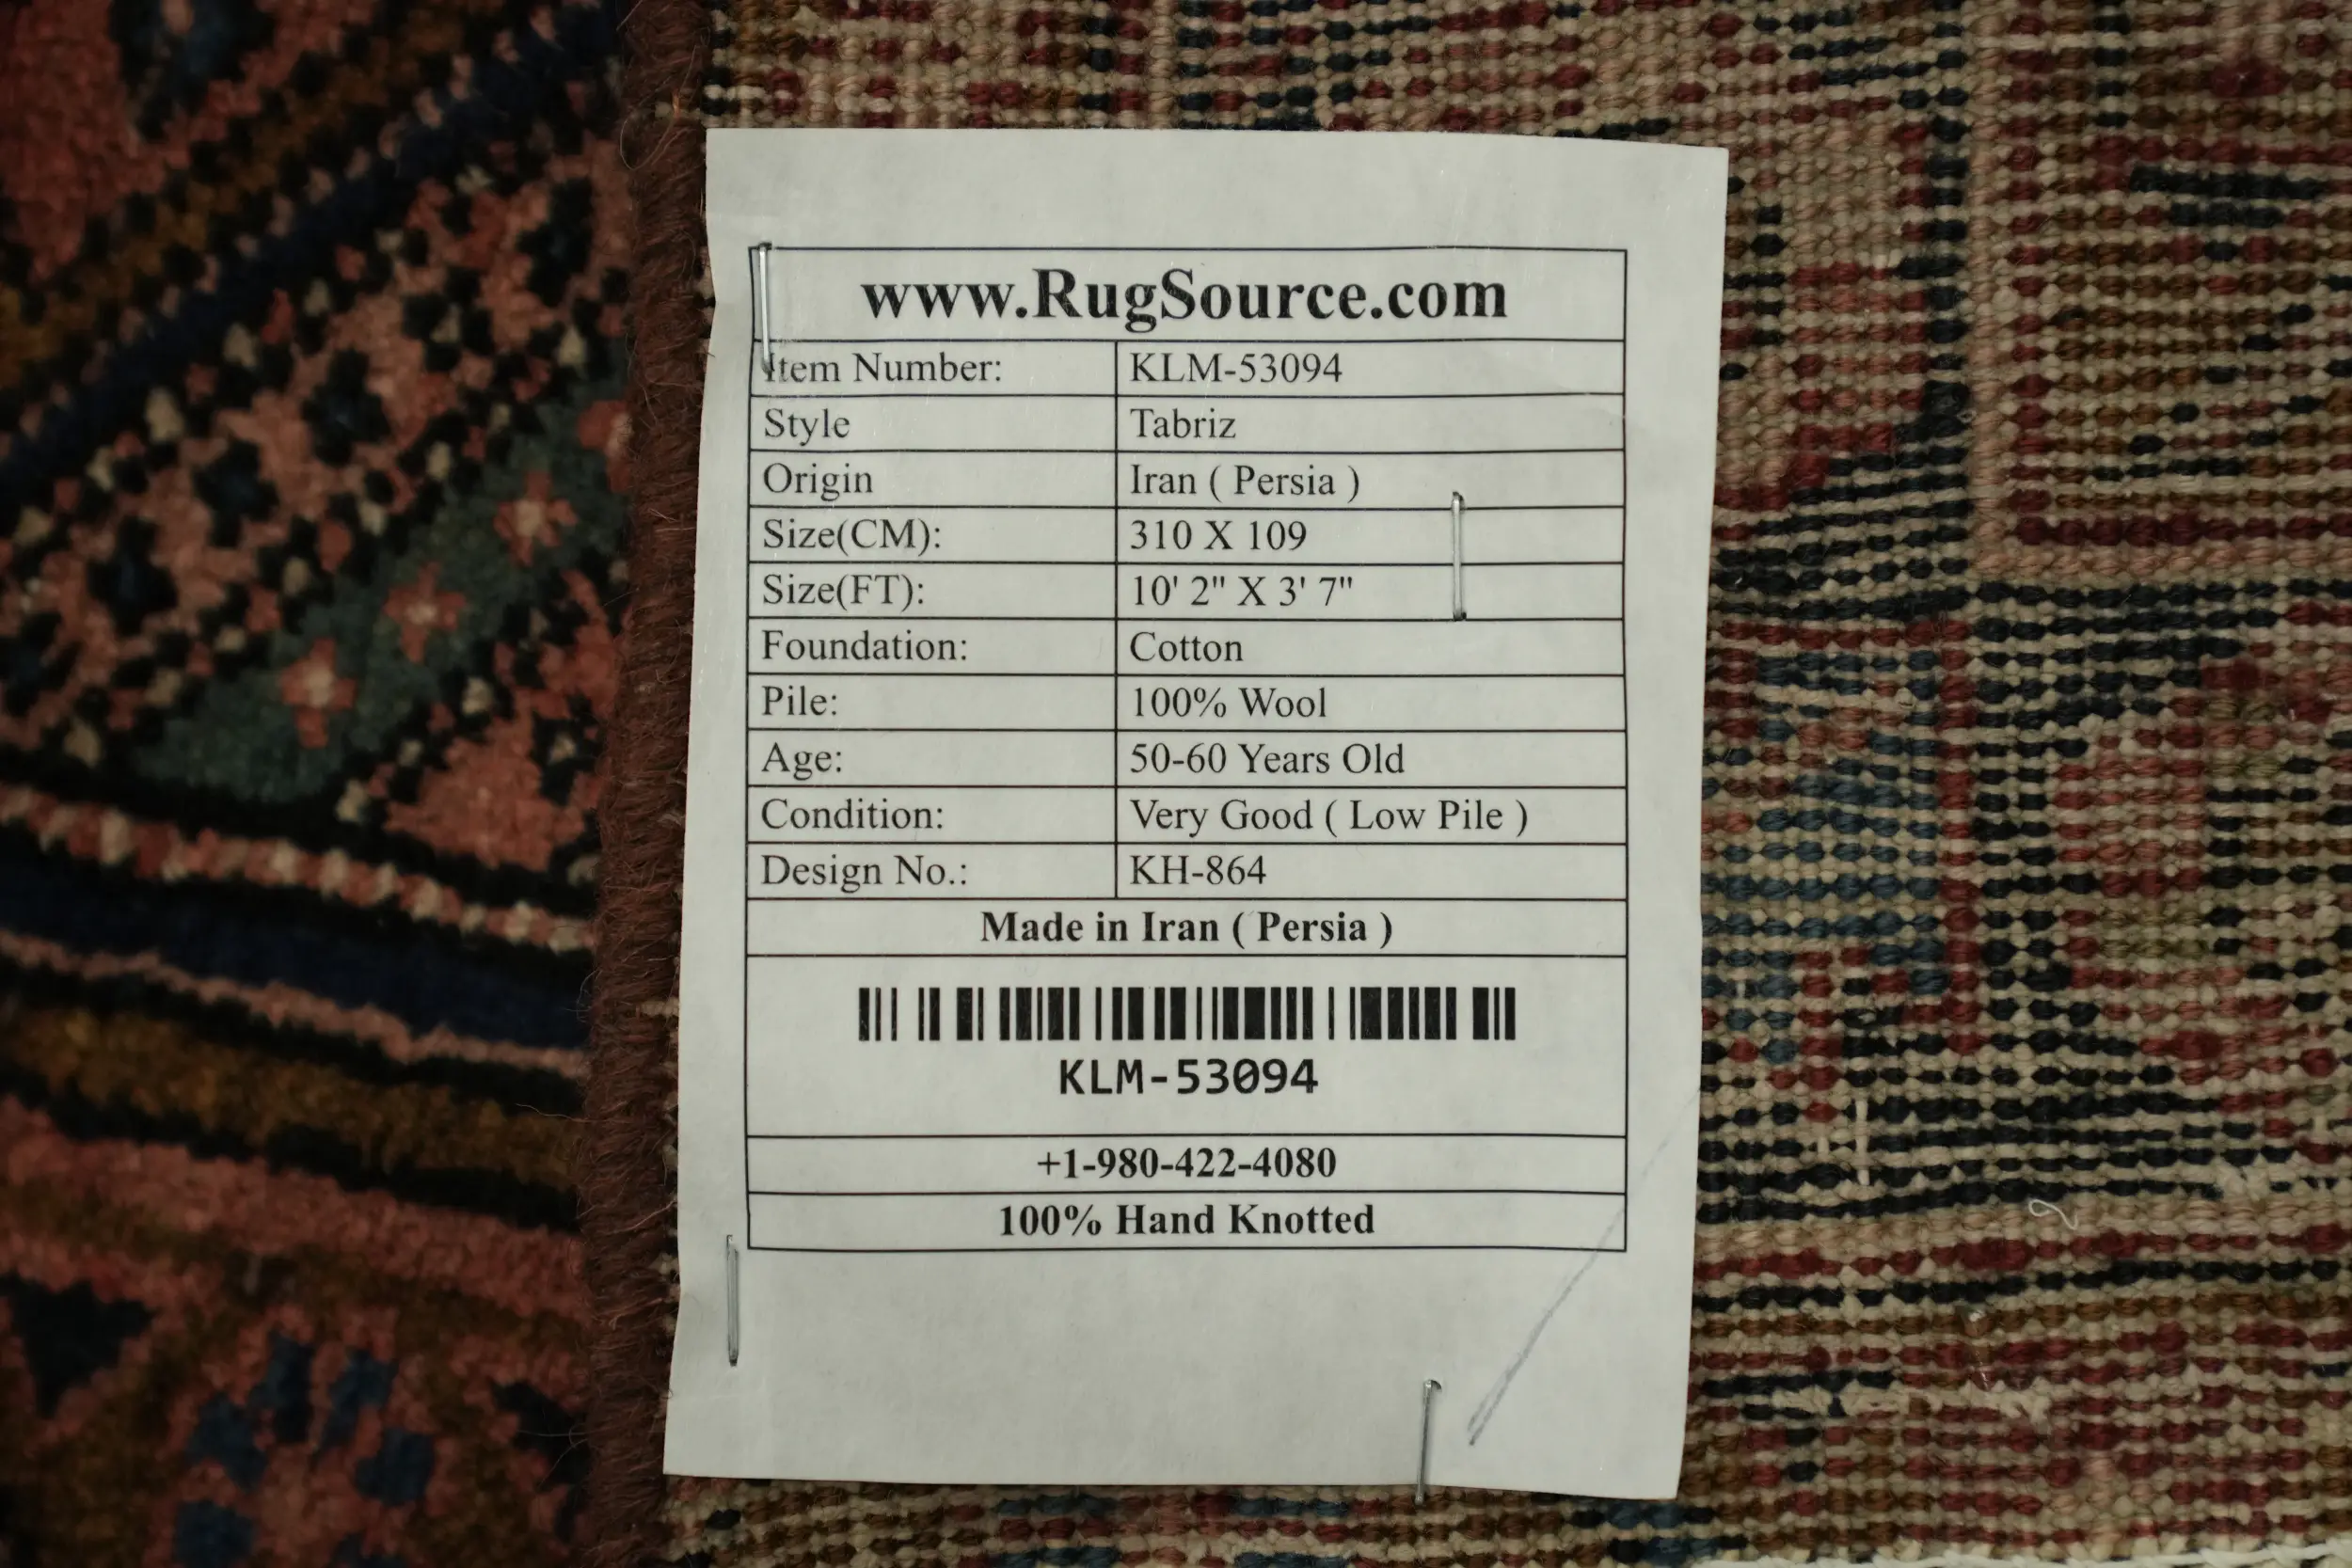 www.RugSource.com
Item Number: KLM-53094
Style Tabriz
Origin Iran ( Persia )
Size(CM): 310 X 109
Size(FT): 10' 2" X 3' 7"
Foundation: Cotton
Pile: 100% Wool
Age: 50-60 Years Old
Condition: Very Good ( Low Pile )
Design No.: KH-864
Made in Iran ( Persia )
KLM-53094
+1-980-422-4080
100% Hand Knotted